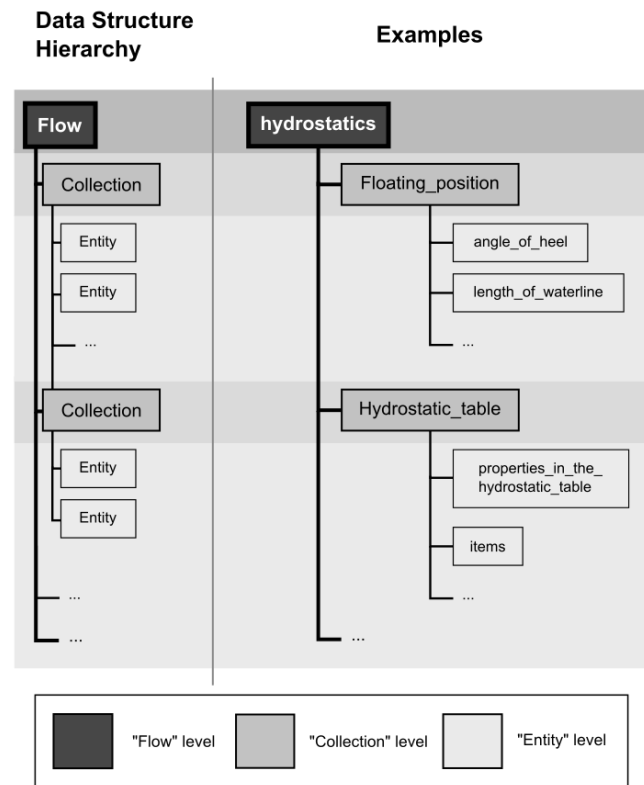 Data Structure
Hierarchy
Examples
Flow
Collection
Entity
Entity
...
Collection
Entity
Entity
...
...
hydrostatics
Floating_position
angle_of_heel
length_of_waterline
...
Hydrostatic_table
properties_in_the_
hydrostatic_table
items
...
...
"Flow" level
"Collection" level
"Entity" level